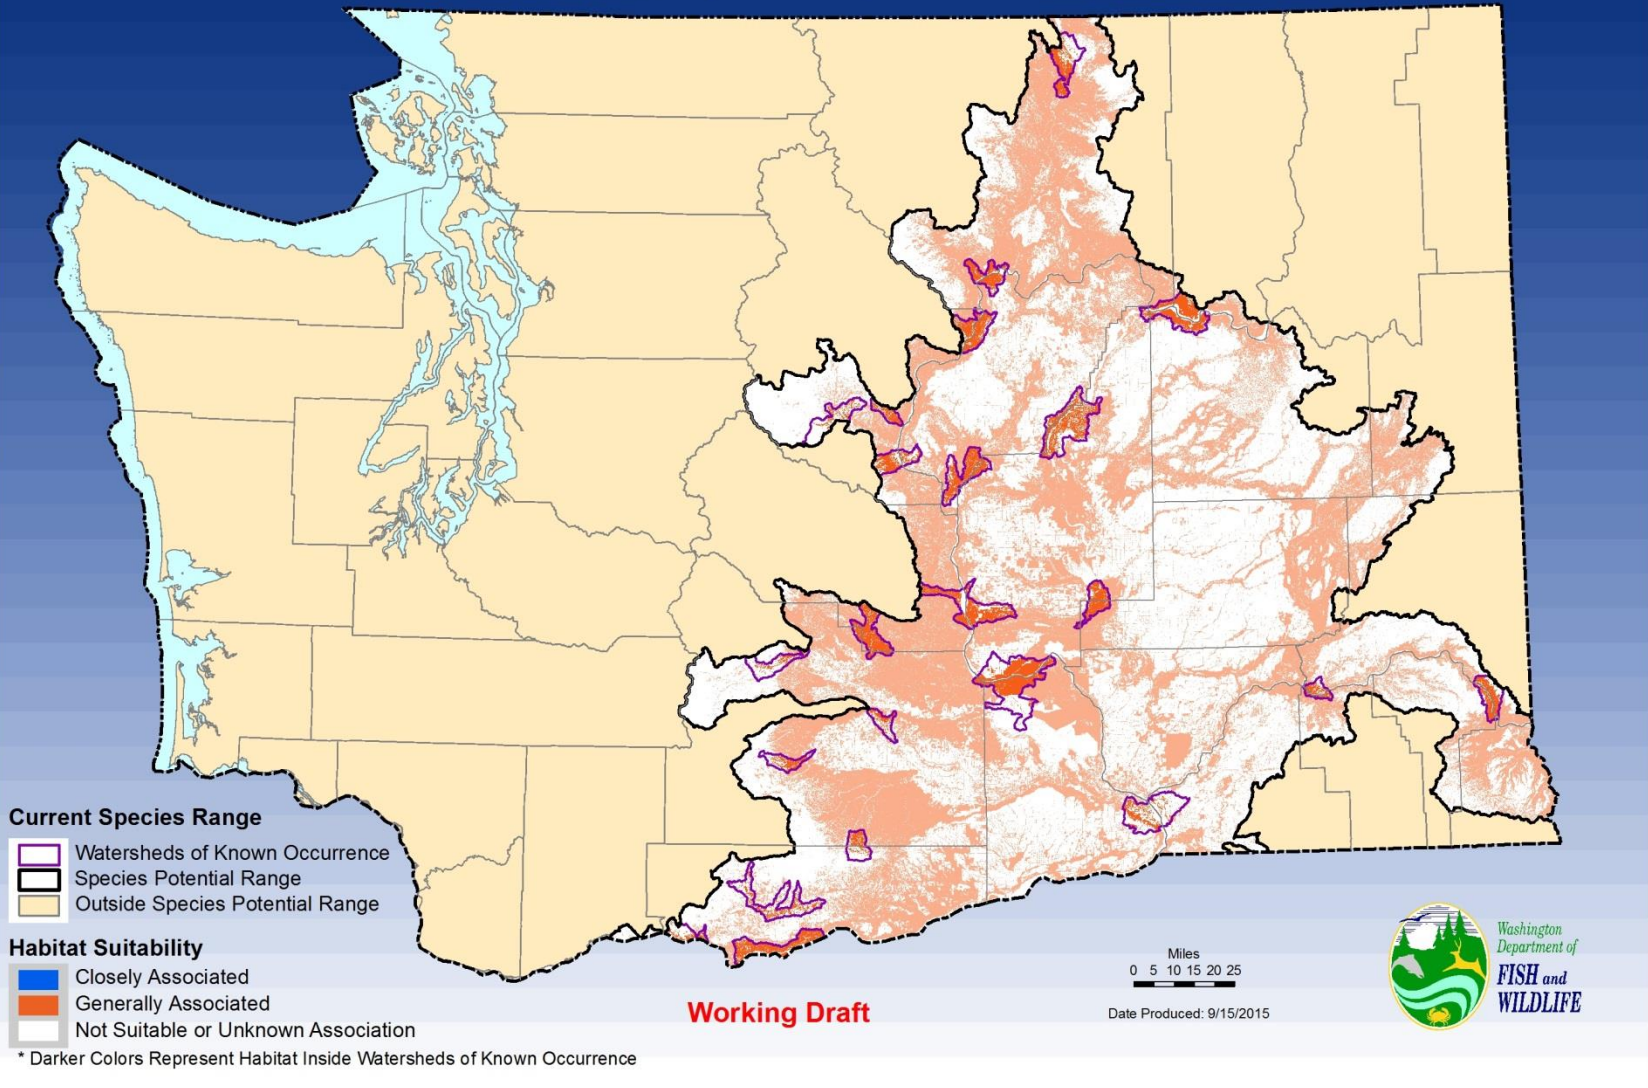 Current Species Range
Watersheds of Known Occurrence
Species Potential Range
Outside Species Potential Range
Habitat Suitability
Closely Associated
Generally Associated
Not Suitable or Unknown Association
* Darker Colors Represent Habitat Inside Watersheds of Known Occurrence
Working Draft
Miles
0 5 10 15 20 25
Date Produced: 9/15/2015
Washington
Department of
FISH and
WILDLIFE